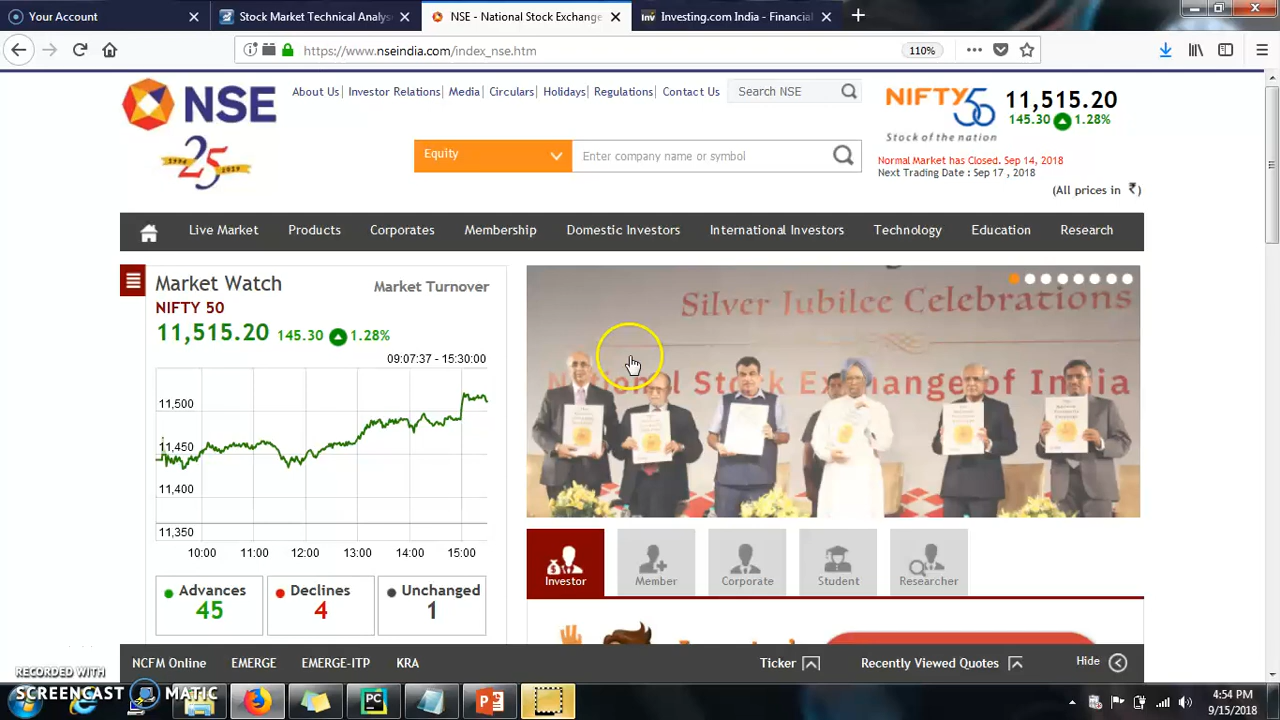 Your Account
Stock Market Technical Analys
NSE - National Stock Exchange
Investing.com India - Financial
https://www.nseindia.com/index_nse.htm
110%
NSE
25
About Us
Investor Relations
Media
Circulars
Holidays
Regulations
Contact Us
Search NSE
NIFTY50
Stock of the nation
11,515.20
145.30 1.28%
Equity
Enter company name or symbol
Normal Market has Closed. Sep 14, 2018
Next Trading Date : Sep 17 , 2018
(All prices in ₹)
Live Market
Products
Corporates
Membership
Domestic Investors
International Investors
Technology
Education
Research
Market Watch
Market Turnover
NIFTY 50
11,515.20 145.30 1.28%
09:07:37 - 15:30:00
11,500
11,450
11,400
11,350
10:00 11:00 12:00 13:00 14:00 15:00
Advances
45
Declines
4
Unchanged
1
Silver Jubilee Celebrations
National Stock Exchange of India
Investor
Member
Corporate
Student
Researcher
NCFM Online
EMERGE
EMERGE-ITP
KRA
Ticker
Recently Viewed Quotes
Hide
RECORDED WITH
SCREENCAST MATIC
PC
4:54 PM
9/15/2018